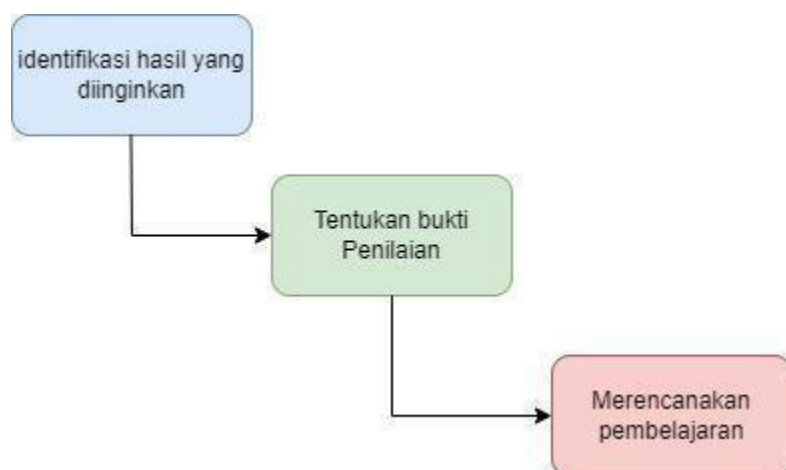 identifikasi hasil yang
diinginkan
Tentukan bukti
Penilaian
Merencanakan
pembelajaran